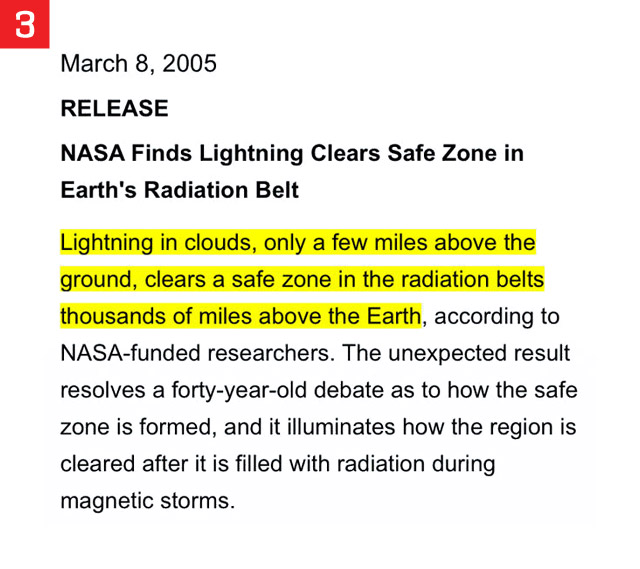 3
March 8, 2005
RELEASE
NASA Finds Lightning Clears Safe Zone in
Earth's Radiation Belt
Lightning in clouds, only a few miles above the
ground, clears a safe zone in the radiation belts
thousands of miles above the Earth, according to
NASA-funded researchers. The unexpected result
resolves a forty-year-old debate as to how the safe
zone is formed, and it illuminates how the region is
cleared after it is filled with radiation during
magnetic storms.